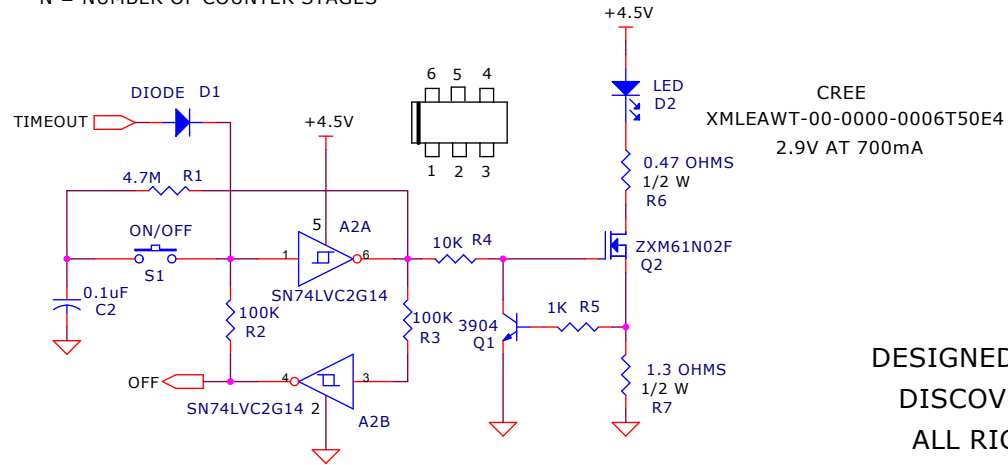 N = NUMBER OF COUNTER STAGES
+4.5V
DIODE D1
6 5 4
LED
D2
CREE
XMLEAWT-00-0000-0006T50E4
2.9V AT 700mA
TIMEOUT
+4.5V
1 2 3
0.47 OHMS
1/2 W
R6
4.7M R1
ON/OFF
S1
5
A2A
1
6
10K R4
ZXM61N02F
Q2
SN74LVC2G14
0.1uF
C2
100K
R2
100K
R3
3904
Q1
1K R5
1.3 OHMS
1/2 W
R7
OFF
4
3
SN74LVC2G14
2
A2B
DESIGNED
DISCOV
ALL RIG